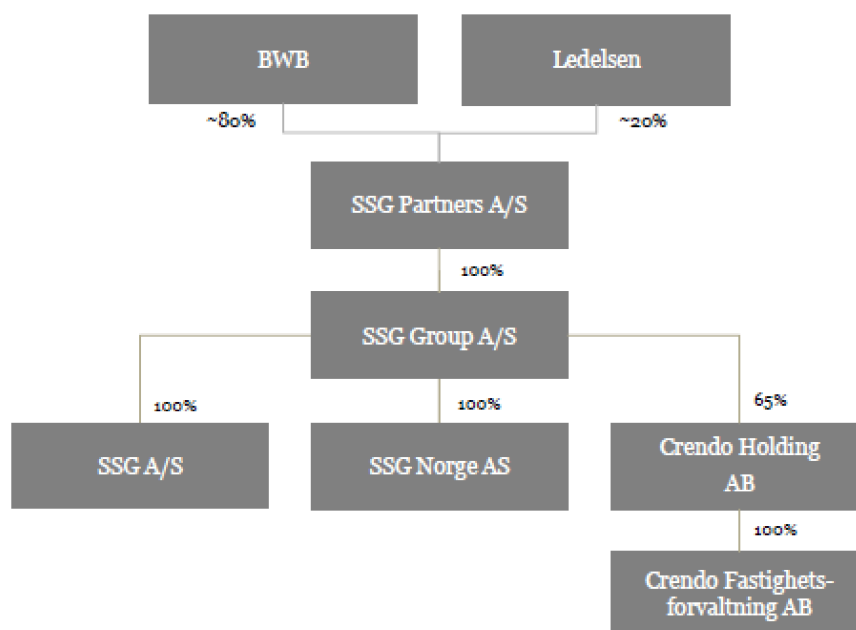 BWB
Ledelsen
~80%
~20%
SSG Partners A/S
100%
SSG Group A/S
100%
100%
65%
SSG A/S
SSG Norge AS
Crendo Holding
AB
100%
Crendo Fastighets-
forvaltning AB